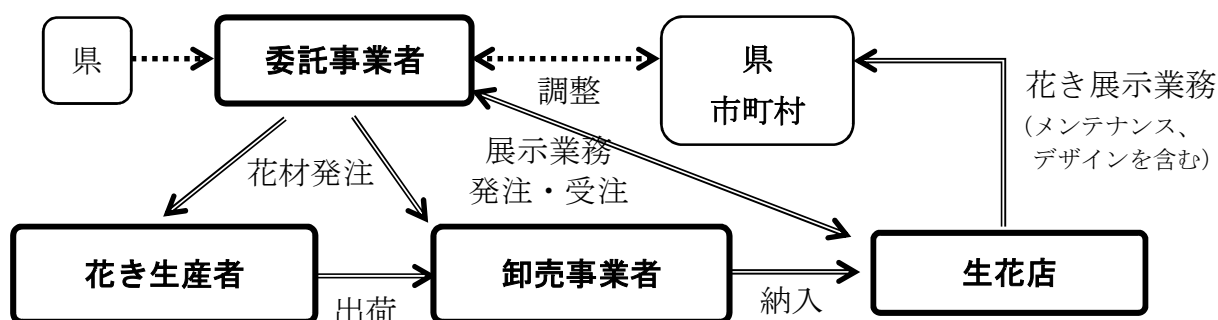 県
委託事業者
調整
県
市町村
花き展示業務
(メンテナンス、
デザインを含む)
花材発注
展示業務
発注・受注
花き生産者
出荷
卸売事業者
納入
生花店